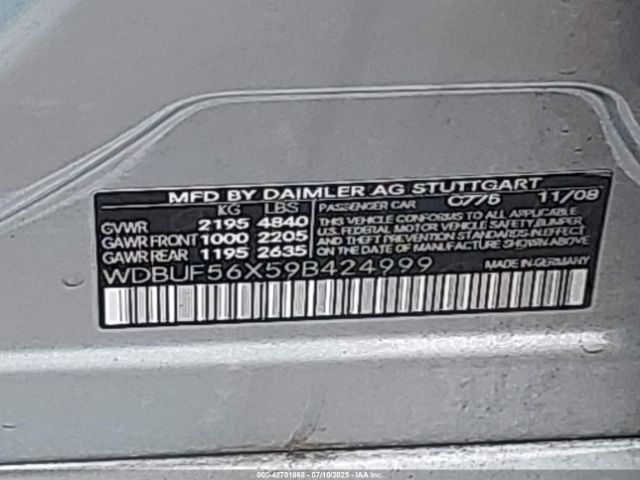 MFD BY DAIMLER AG STUTTGART
KG LBS PASSENGER CAR C775 11/08
GVWR 2195 4840 THIS VEHICLE CONFORMS TO ALL APPLICABLE
GAWR FRONT 1000 2205 U.S. FEDERAL MOTOR VEHICLE SAFETY, BUMPER
GAWR REAR 1195 2635 AND THEFT PREVENTION STANDARDS IN EFFECT
ON THE DATE OF MANUFACTURE SHOWN ABOVE
WDBUF56X59B424999 MADE IN GERMANY
000-42701868 - 07/10/2025 - IAA Inc.